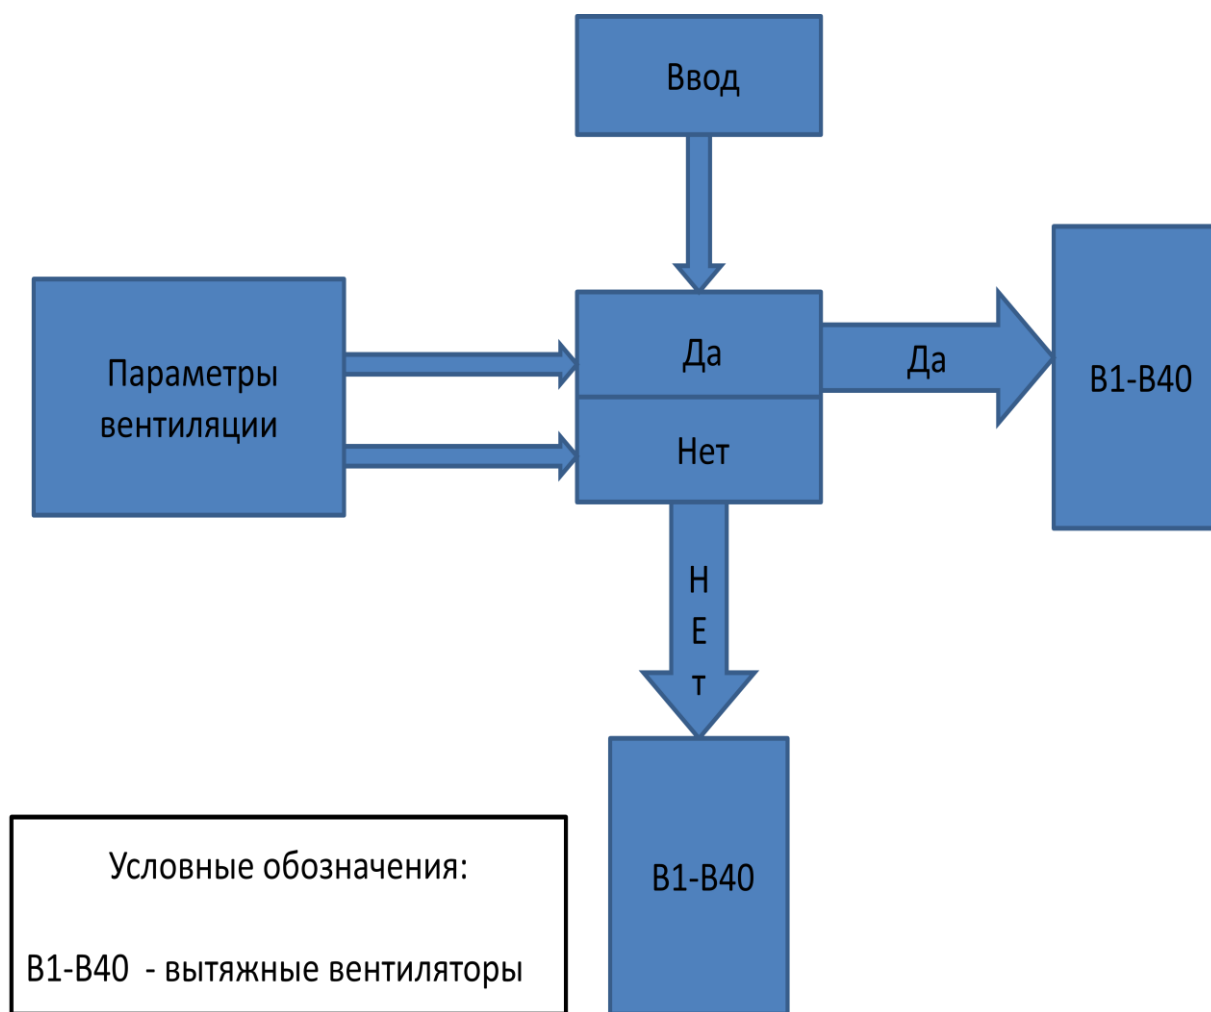 Ввод
Параметры
вентиляции
Да
Да
Нет
В1-В40
Н
Е
т
В1-В40
Условные обозначения:
В1-В40 - вытяжные вентиляторы